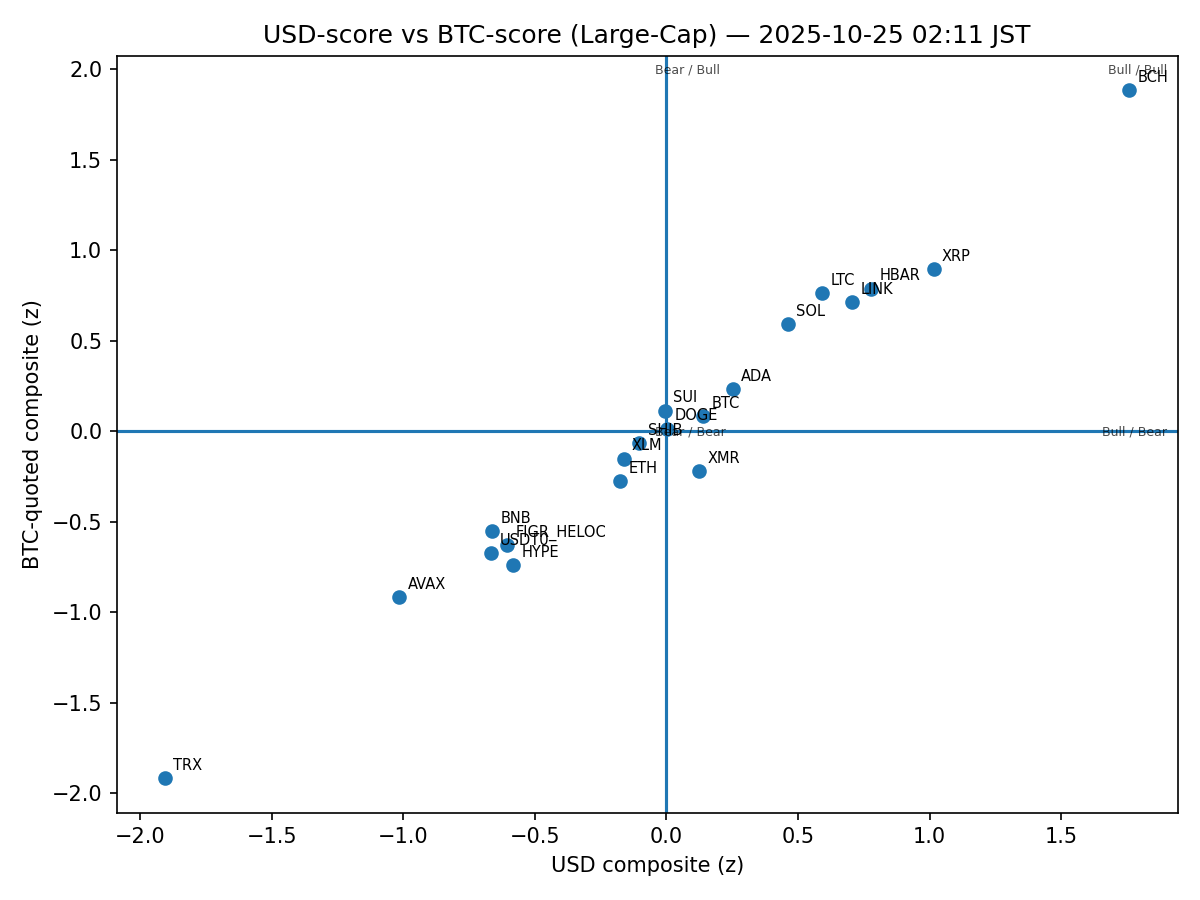 USD-score vs BTC-score (Large-Cap) — 2025-10-25 02:11 JST
Bear / Bull
Bull / Bull
BCH
XRP
HBAR
LTC
LINK
SOL
ADA
SUI
BTC
DOGE
SHIB
Bear / Bear
Bull / Bear
XLM
XMR
ETH
BNB
FIGR_HELOC
USDT0
HYPE
AVAX
TRX
2.0
1.5
1.0
0.5
0.0
−0.5
−1.0
−1.5
−2.0
BTC-quoted composite (z)
−2.0 −1.5 −1.0 −0.5 0.0 0.5 1.0 1.5
USD composite (z)